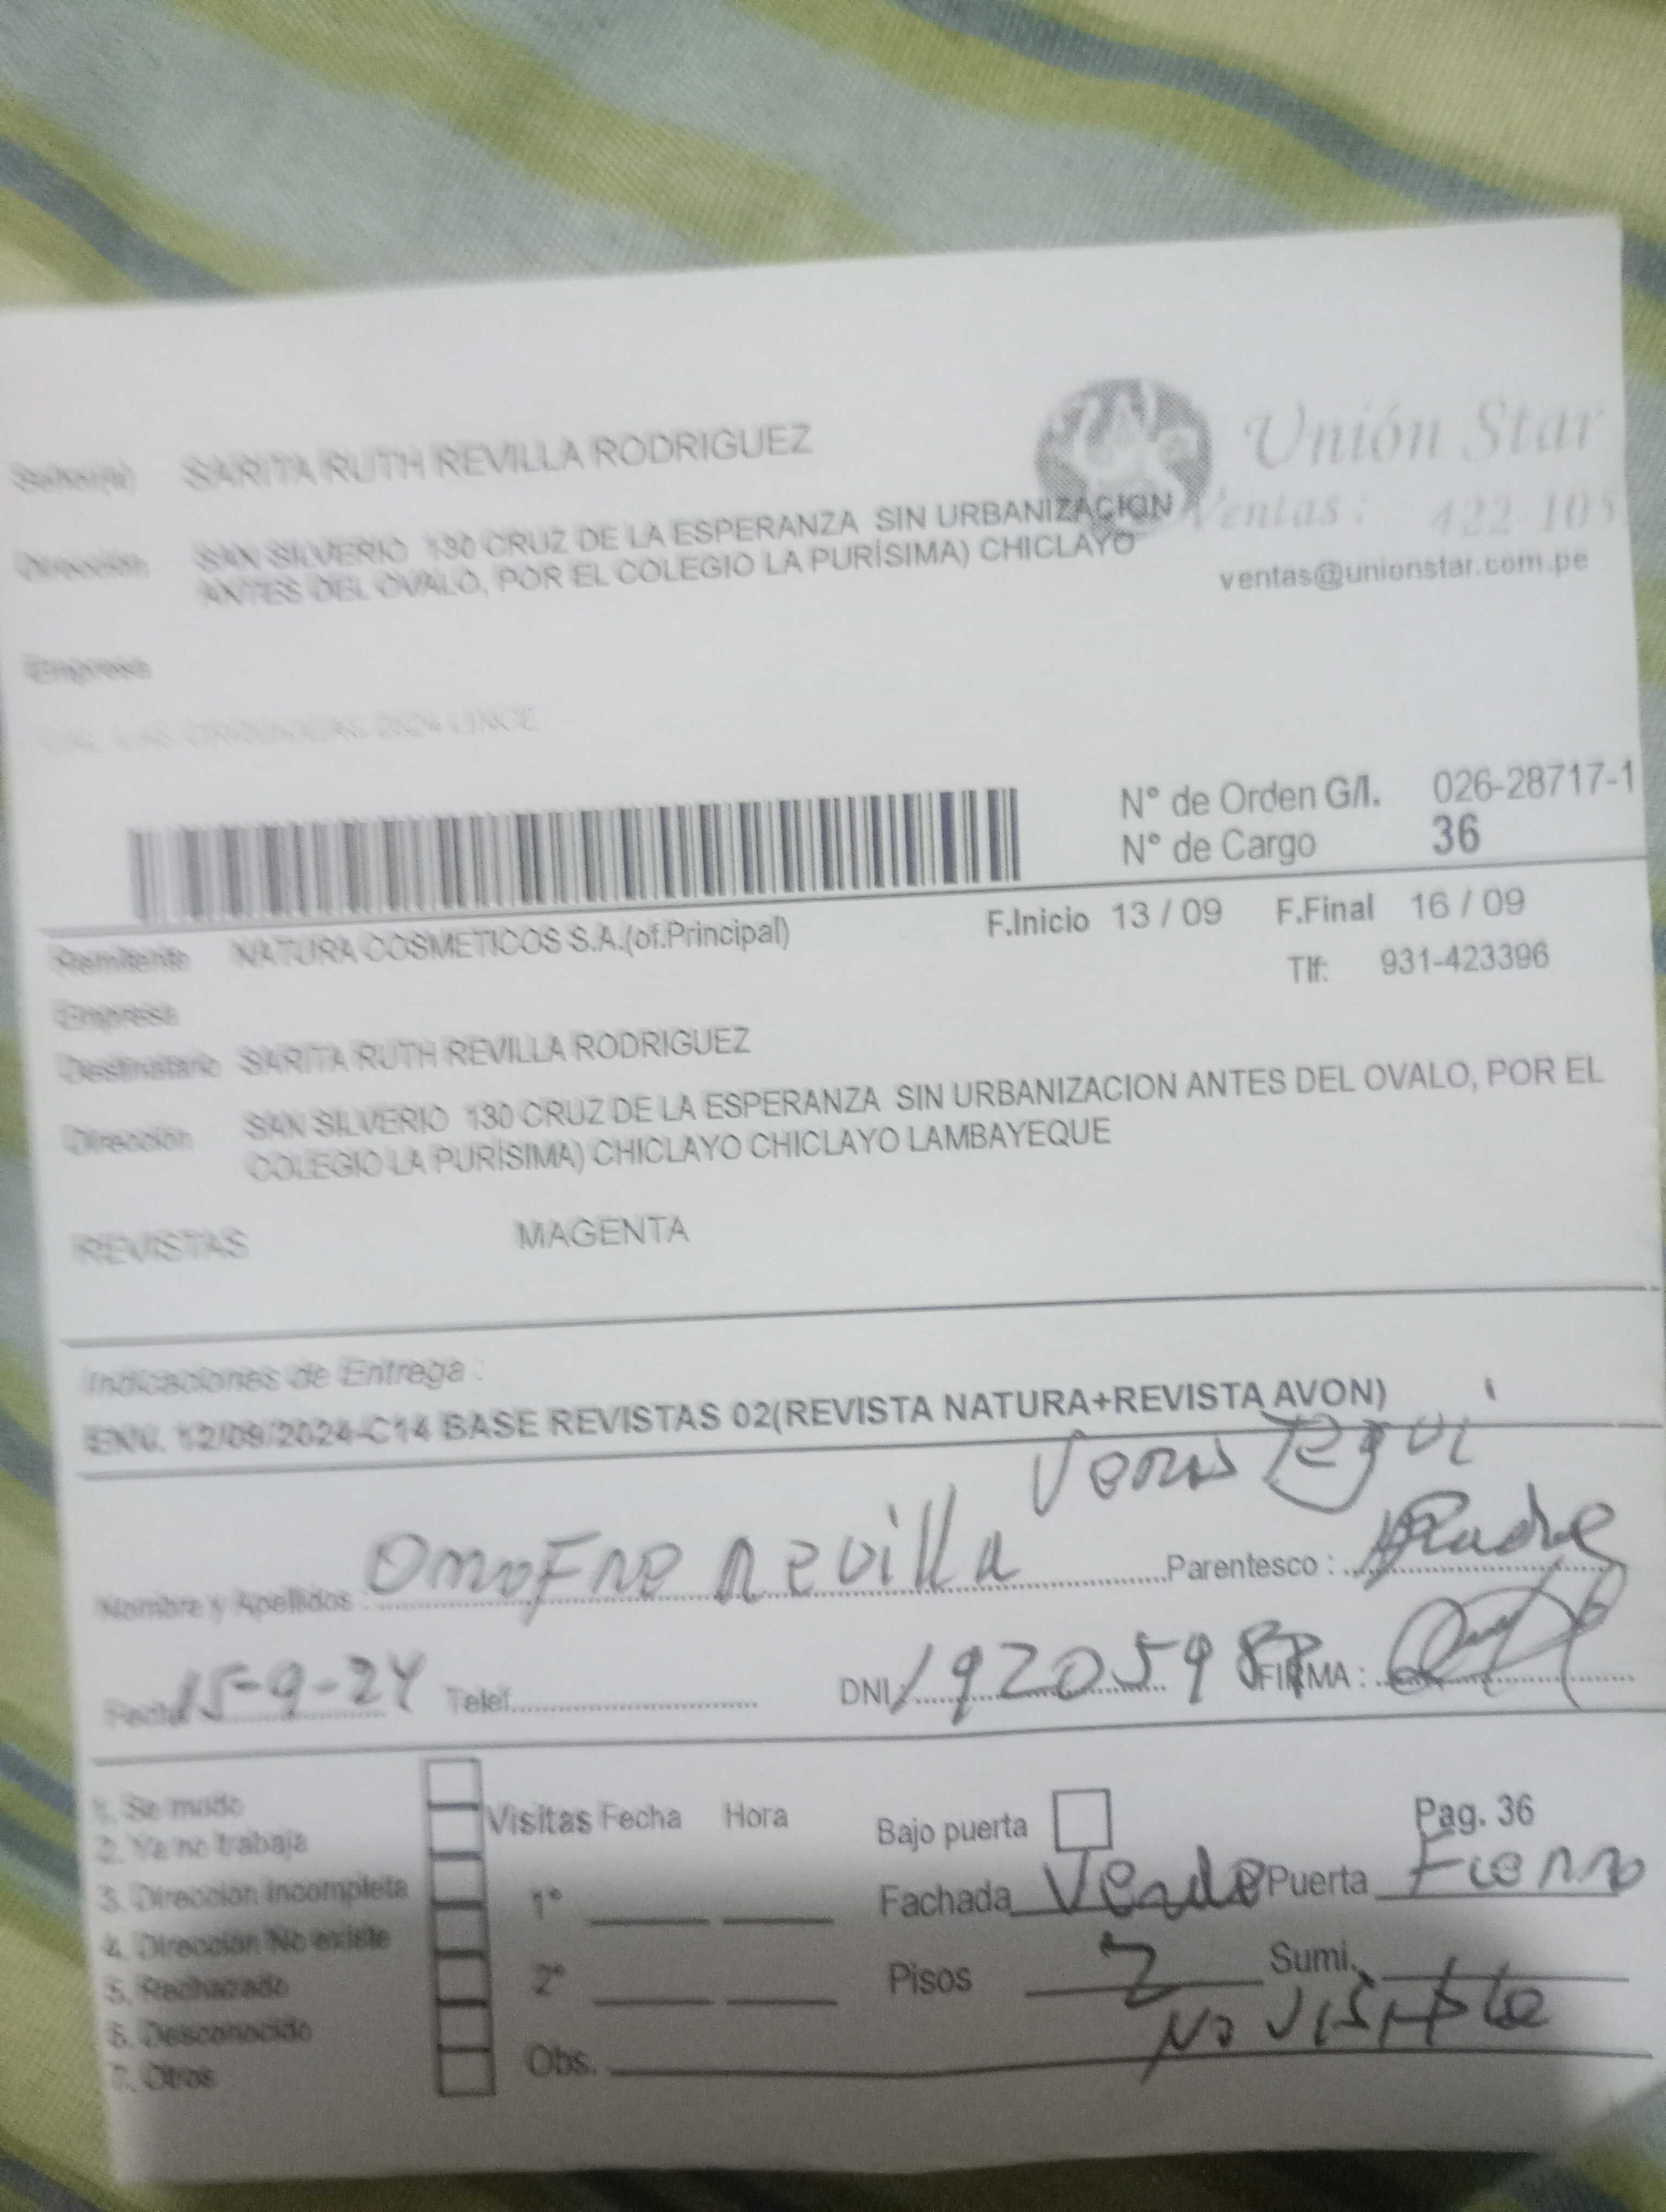 Señor(a) SARITA RUTH REVILLA RODRIGUEZ
Unión Star
Ventas: 422 105
ventas@unionstar.com.pe
Dirección SAN SILVERIO 130 CRUZ DE LA ESPERANZA SIN URBANIZACION
ANTES DEL OVALO, POR EL COLEGIO LA PURÍSIMA) CHICLAYO
Empresa
N° de Orden G/I. 026-28717-1
N° de Cargo 36
Remitente NATURA COSMETICOS S.A.(of.Principal) F.Inicio 13 / 09 F.Final 16 / 09
Tlf: 931-423396
Empresa
Destinatario SARITA RUTH REVILLA RODRIGUEZ
Dirección SAN SILVERIO 130 CRUZ DE LA ESPERANZA SIN URBANIZACION ANTES DEL OVALO, POR EL
COLEGIO LA PURÍSIMA) CHICLAYO CHICLAYO LAMBAYEQUE
REVISTAS MAGENTA
Indicaciones de Entrega :
ENV. 12/09/2024-C14 BASE REVISTAS 02(REVISTA NATURA+REVISTA AVON)
Nombre y Apellidos : Onofre Revilla Parentesco : Padre
Fecha 15-9-24 Telef. DNI 19205988 FIRMA :
1. Se mudo
2. Ya no trabaja
3. Dirección Incompleta
4. Dirección No existe
5. Rechazado
6. Desconocido
7. Otros
Visitas Fecha Hora
1°
2°
Obs.
Bajo puerta Pag. 36
Fachada Verde Puerta Fierro
Pisos 2 Sumi.
No visible